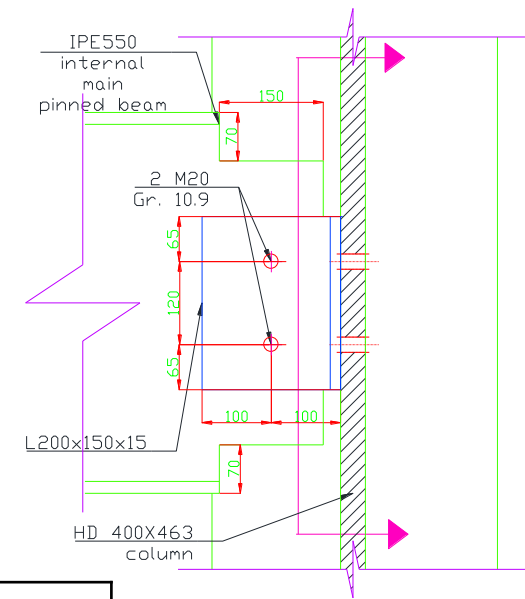 IPE550
internal
main
pinned beam
150
70
2 M20
Gr. 10.9
65
120
65
100 100
L200x150x15
70
HD 400X463
column